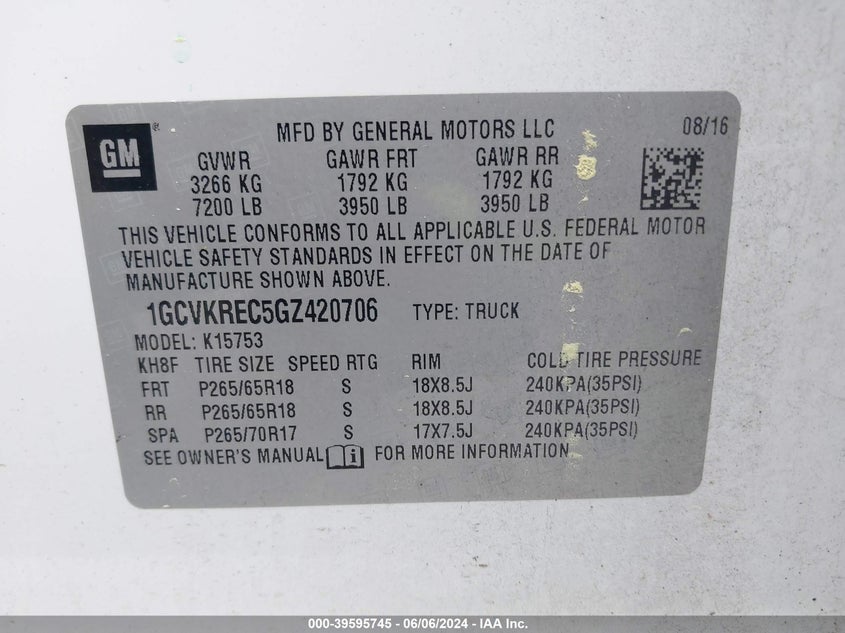 GM
MFD BY GENERAL MOTORS LLC 08/16
GVWR GAWR FRT GAWR RR
3266 KG 1792 KG 1792 KG
7200 LB 3950 LB 3950 LB
THIS VEHICLE CONFORMS TO ALL APPLICABLE U.S. FEDERAL MOTOR
VEHICLE SAFETY STANDARDS IN EFFECT ON THE DATE OF
MANUFACTURE SHOWN ABOVE.
1GCVKREC5GZ420706 TYPE: TRUCK
MODEL: K15753
KH8F TIRE SIZE SPEED RTG RIM COLD TIRE PRESSURE
FRT P265/65R18 S 18X8.5J 240KPA(35PSI)
RR P265/65R18 S 18X8.5J 240KPA(35PSI)
SPA P265/70R17 S 17X7.5J 240KPA(35PSI)
SEE OWNER'S MANUAL FOR MORE INFORMATION
000-39595745 - 06/06/2024 - IAA Inc.